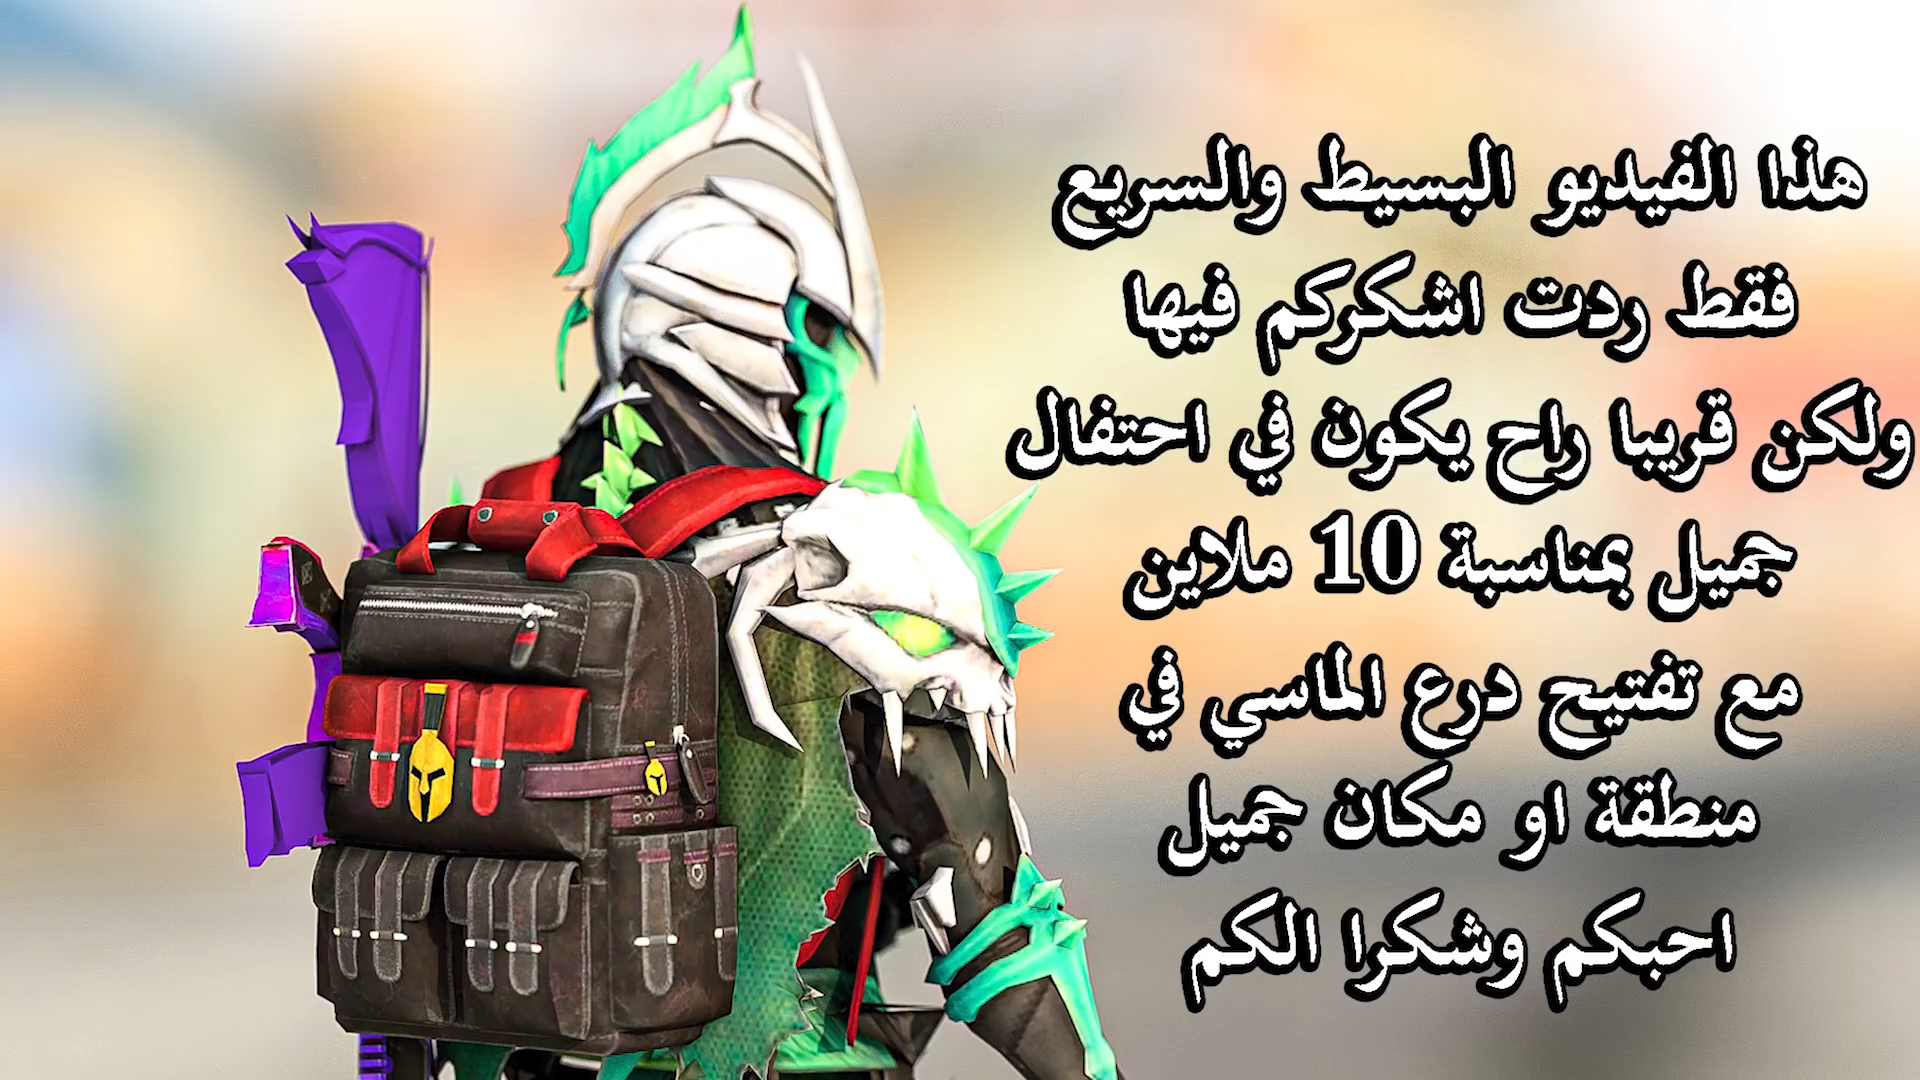 هذا الفيديو البسيط والسريع
فقط ردت اشكركم فيها
ولكن قريبا راح يكون في احتفال
جميل بمناسبة 10 ملاين
مع تفتيح درع الماسي في
منطقة او مكان جميل
احبكم وشكرا الكم